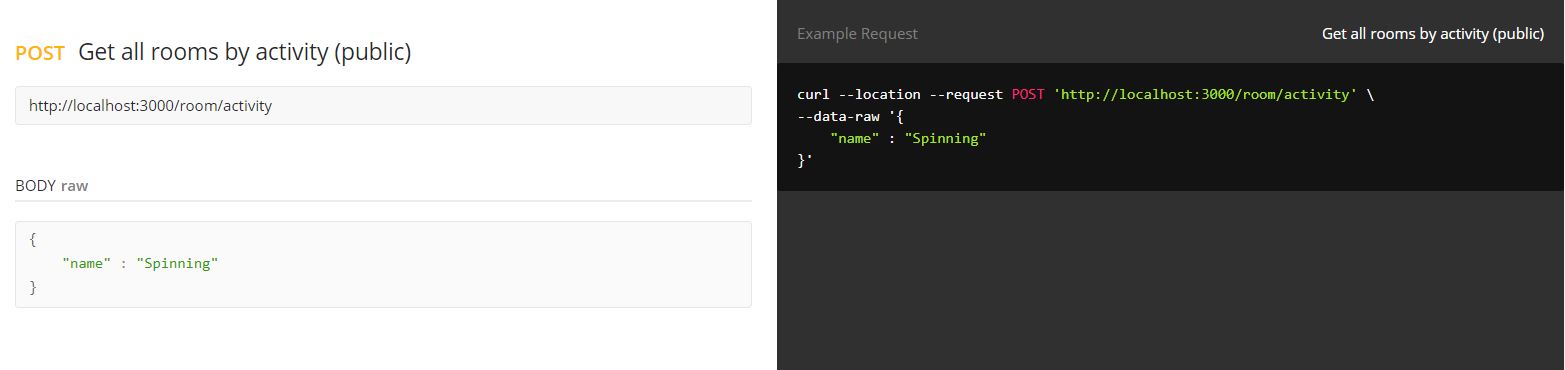 POST Get all rooms by activity (public)
http://localhost:3000/room/activity
BODY raw
{
    "name" : "Spinning"
}
Example Request
Get all rooms by activity (public)
curl --location --request POST 'http://localhost:3000/room/activity' \
--data-raw '{
    "name" : "Spinning"
}'